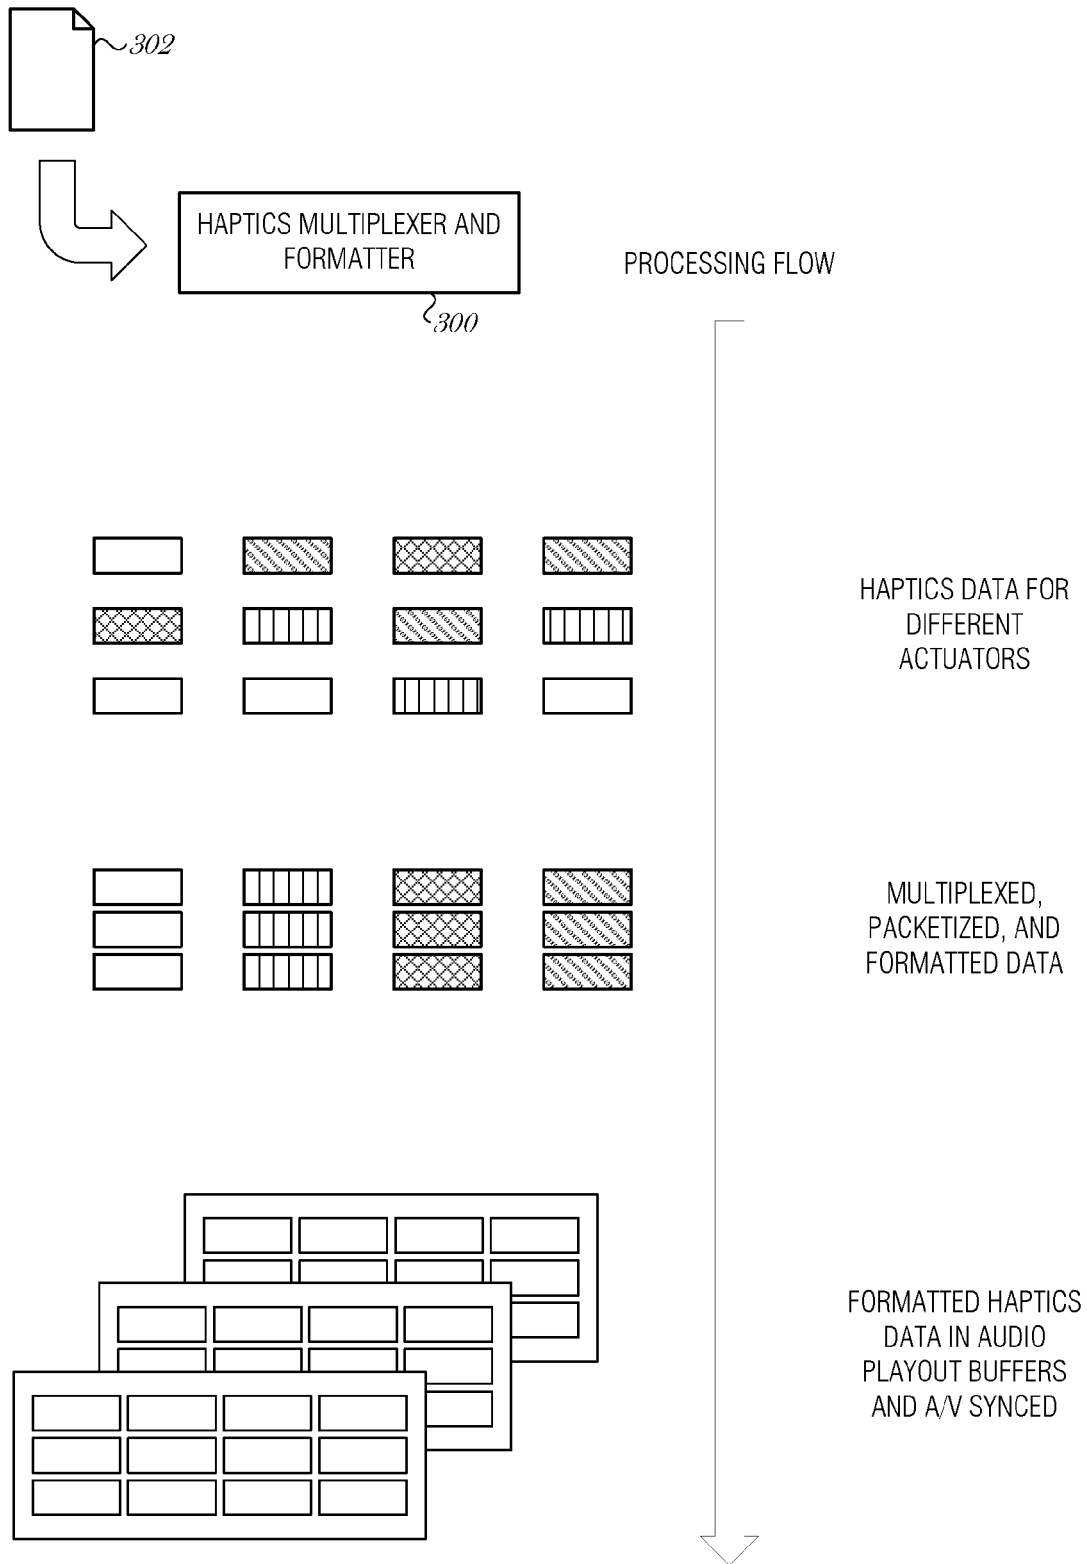 302
HAPTICS MULTIPLEXER AND
FORMATTER
300
PROCESSING FLOW
HAPTICS DATA FOR
DIFFERENT
ACTUATORS
MULTIPLEXED,
PACKETIZED, AND
FORMATTED DATA
FORMATTED HAPTICS
DATA IN AUDIO
PLAYOUT BUFFERS
AND A/V SYNCED